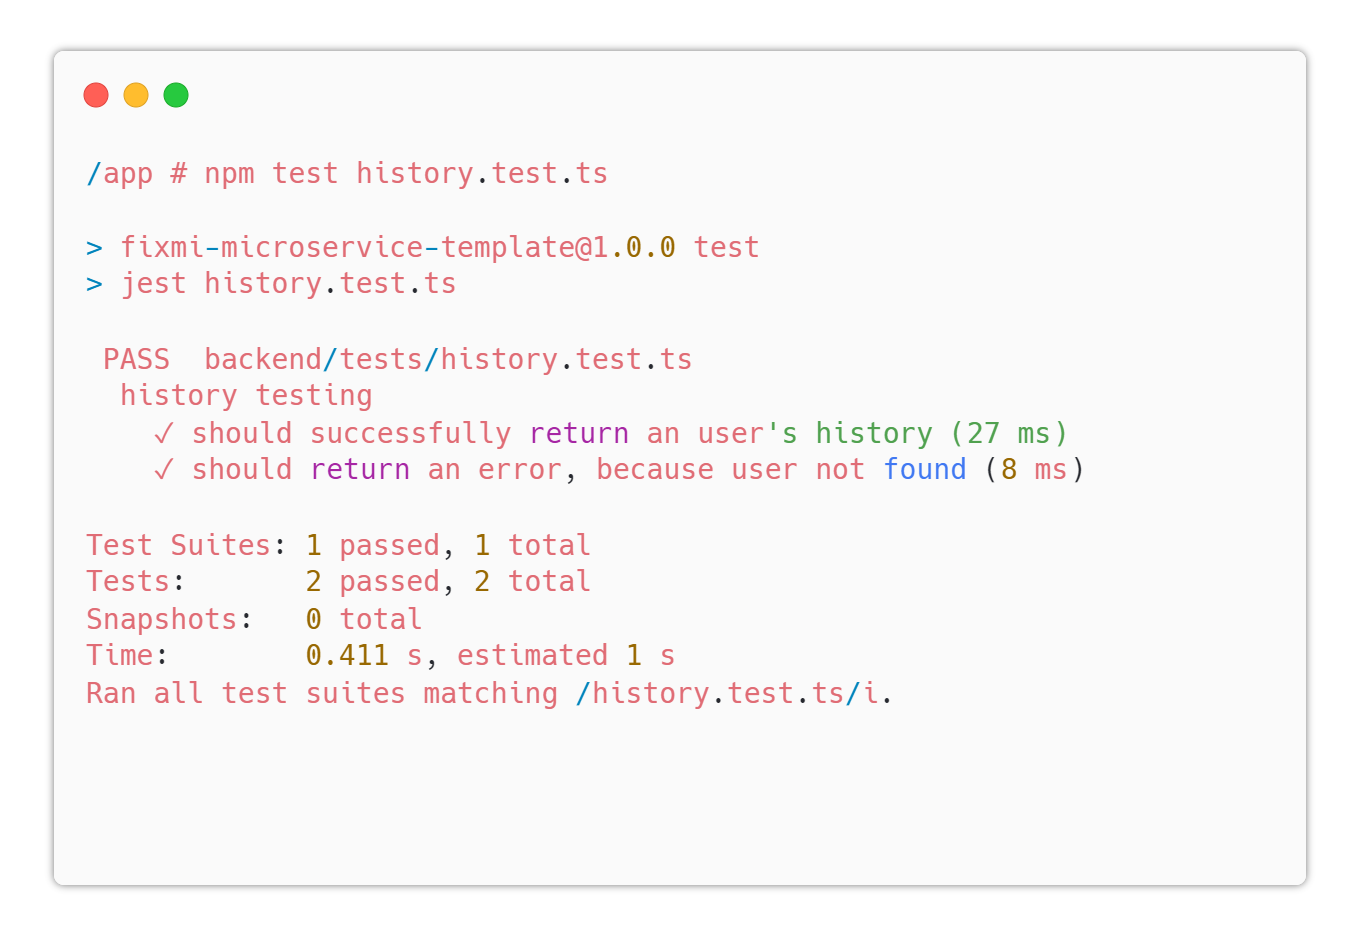 /app # npm test history.test.ts
> fixmi-microservice-template@1.0.0 test
> jest history.test.ts
PASS  backend/tests/history.test.ts
history testing
✓ should successfully return an user's history (27 ms)
✓ should return an error, because user not found (8 ms)
Test Suites: 1 passed, 1 total
Tests:       2 passed, 2 total
Snapshots:   0 total
Time:        0.411 s, estimated 1 s
Ran all test suites matching /history.test.ts/i.